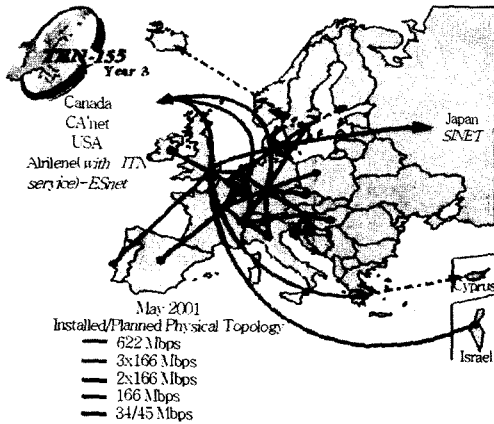 TEN-155
Year 3
Canada
CA'net
USA
Abilene(with ITN
service)-ESnet
Japan
SINET
Cyprus
Israel
May 2001
Installed/Planned Physical Topology
622 Mbps
3x166 Mbps
2x166 Mbps
166 Mbps
34/45 Mbps